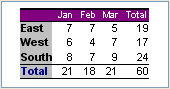 Jan Feb Mar Total
East 7 7 5 19
West 6 4 7 17
South 8 7 9 24
Total 21 18 21 60